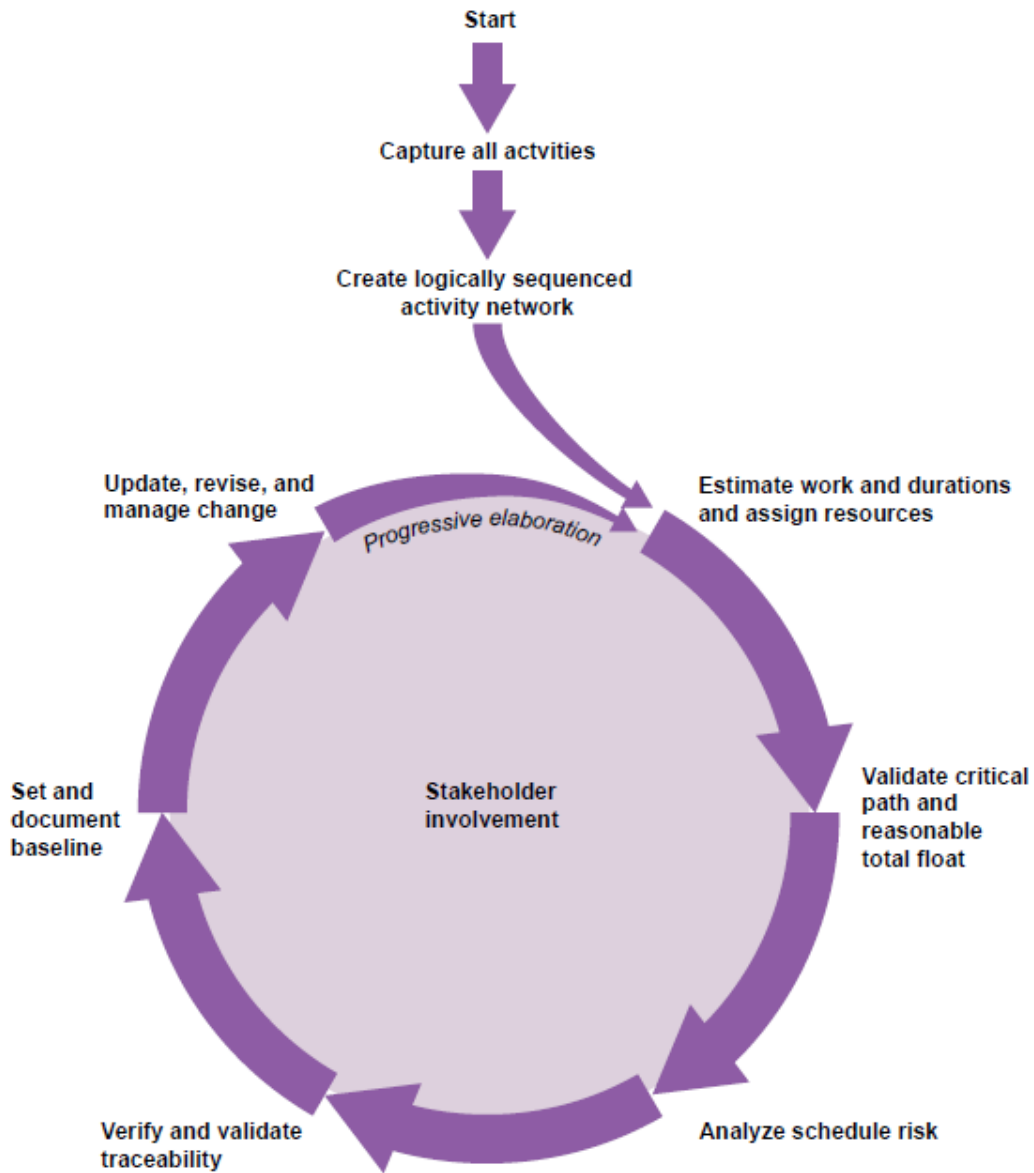 Start
Capture all actvities
Create logically sequenced
activity network
Update, revise, and
manage change
Progressive elaboration
Estimate work and durations
and assign resources
Set and
document
baseline
Stakeholder
involvement
Validate critical
path and
reasonable
total float
Verify and validate
traceability
Analyze schedule risk